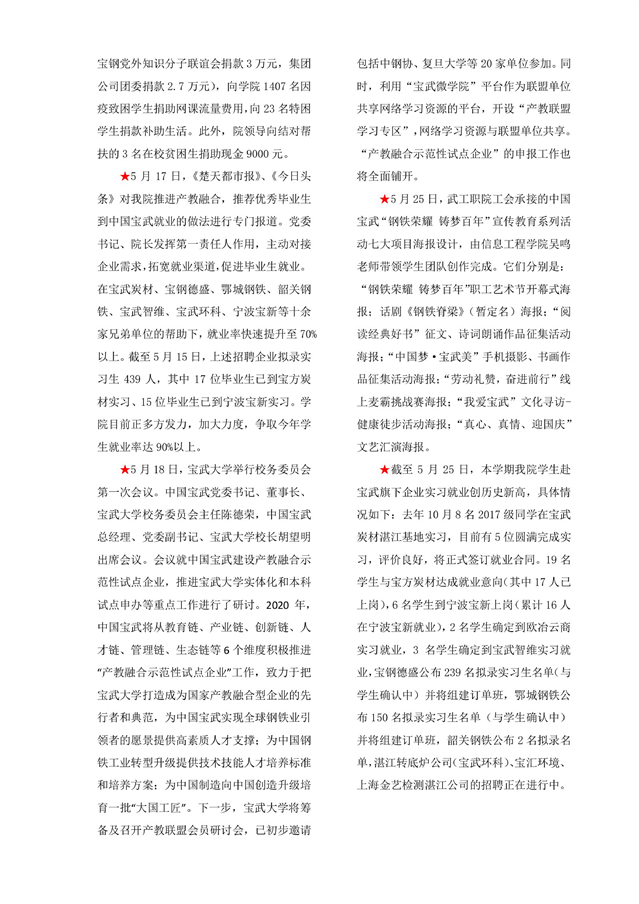 宝钢党外知识分子联谊会捐款 3 万元，集团
公司团委捐款 2.7 万元），向学院 1407 名因
疫致困学生捐助网课流量费用，向 23 名特困
学生捐款补助生活。此外，院领导向结对帮
扶的 3 名在校贫困生捐助现金 9000 元。
★5 月 17 日，《楚天都市报》、《今日头
条》对我院推进产教融合，推荐优秀毕业生
到中国宝武就业的做法进行专门报道。党委
书记、院长发挥第一责任人作用，主动对接
企业需求，拓宽就业渠道，促进毕业生就业。
在宝武炭材、宝钢德盛、鄂城钢铁、韶关钢
铁、宝武智维、宝武环科、宁波宝新等十余
家兄弟单位的帮助下，就业率快速提升至 70%
以上。截至 5 月 15 日，上述招聘企业拟录实
习生 439 人，其中 17 位毕业生已到宝方炭
材实习、15 位毕业生已到宁波宝新实习。学
院目前正多方发力，加大力度，争取今年学
生就业率达 90%以上。
★5 月 18 日，宝武大学举行校务委员会
第一次会议。中国宝武党委书记、董事长、
宝武大学校务委员会主任陈德荣，中国宝武
总经理、党委副书记、宝武大学校长胡望明
出席会议。会议就中国宝武建设产教融合示
范性试点企业，推进宝武大学实体化和本科
试点申办等重点工作进行了研讨。2020 年，
中国宝武将从教育链、产业链、创新链、人
才链、管理链、生态链等 6 个维度积极推进
“产教融合示范性试点企业”工作，致力于把
宝武大学打造成为国家产教融合型企业的先
行者和典范，为中国宝武实现全球钢铁业引
领者的愿景提供高素质人才支撑；为中国钢
铁工业转型升级提供技术技能人才培养标准
和培养方案；为中国制造向中国创造升级培
育一批“大国工匠”。下一步，宝武大学将筹
备及召开产教联盟会员研讨会，已初步邀请
包括中钢协、复旦大学等 20 家单位参加。同
时，利用“宝武微学院”平台作为联盟单位
共享网络学习资源的平台，开设“产教联盟
学习专区”，网络学习资源与联盟单位共享。
“产教融合示范性试点企业”的申报工作也
将全面铺开。
★5 月 25 日，武工职院工会承接的中国
宝武“钢铁荣耀 铸梦百年”宣传教育系列活
动七大项目海报设计，由信息工程学院吴鸣
老师带领学生团队创作完成。它们分别是：
“钢铁荣耀 铸梦百年”职工艺术节开幕式海
报；话剧《钢铁脊梁》（暂定名）海报；“阅
读经典好书”征文、诗词朗诵作品征集活动
海报；“中国梦·宝武美”手机摄影、书画作
品征集活动海报；“劳动礼赞，奋进前行”线
上麦霸挑战赛海报；“我爱宝武”文化寻访-
健康徒步活动海报；“真心、真情、迎国庆”
文艺汇演海报。
★截至 5 月 25 日，本学期我院学生赴
宝武旗下企业实习就业创历史新高，具体情
况如下：去年 10 月 8 名 2017 级同学在宝武
炭材湛江基地实习，目前有 5 位圆满完成实
习，评价良好，将正式签订就业合同。19 名
学生与宝方炭材达成就业意向（其中 17 人已
上岗），6 名学生到宁波宝新上岗（累计 16 人
在宁波宝新就业），2 名学生确定到欧冶云商
实习就业，3 名学生确定到宝武智维实习就
业，宝钢德盛公布 239 名拟录实习生名单（与
学生确认中）并将组建订单班，鄂城钢铁公
布 150 名拟录实习生名单（与学生确认中）
并将组建订单班，韶关钢铁公布 2 名拟录名
单，湛江转底炉公司（宝武环科）、宝汇环境、
上海金艺检测湛江公司的招聘正在进行中。